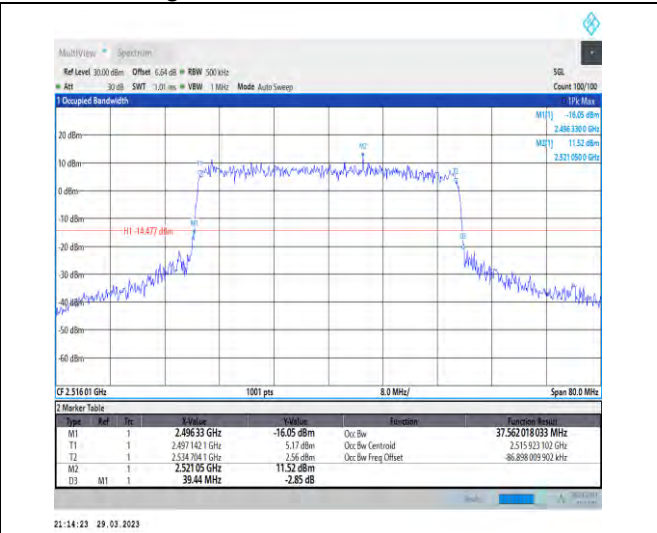 MultiView Spectrum
Ref Level 30.00 dBm Offset 6.64 dB RBW 500 kHz SGL
Att 30 dB SWT 1.01 ms VBW 1 MHz Mode Auto Sweep Count 100/100
1 Occupied Bandwidth 1Pk Max
M1[1] -16.05 dBm
2.496 330 0 GHz
M2[1] 11.52 dBm
2.521 050 0 GHz
20 dBm
M2
10 dBm
T1
T2
0 dBm
-10 dBm
M1
H1 -14.477 dBm
D3
-20 dBm
-30 dBm
-40 dBm
-50 dBm
-60 dBm
CF 2.516 01 GHz 1001 pts 8.0 MHz/ Span 80.0 MHz
2 Marker Table
Type Ref Trc X-Value Y-Value Function Function Result
M1 1 2.496 33 GHz -16.05 dBm Occ Bw 37.562 018 033 MHz
T1 1 2.497 142 1 GHz 5.17 dBm Occ Bw Centroid 2.515 923 102 GHz
T2 1 2.534 704 1 GHz 2.56 dBm Occ Bw Freq Offset -86.898 009 902 kHz
M2 1 2.521 05 GHz 11.52 dBm
D3 M1 1 39.44 MHz -2.85 dB
21:14:23 29.03.2023